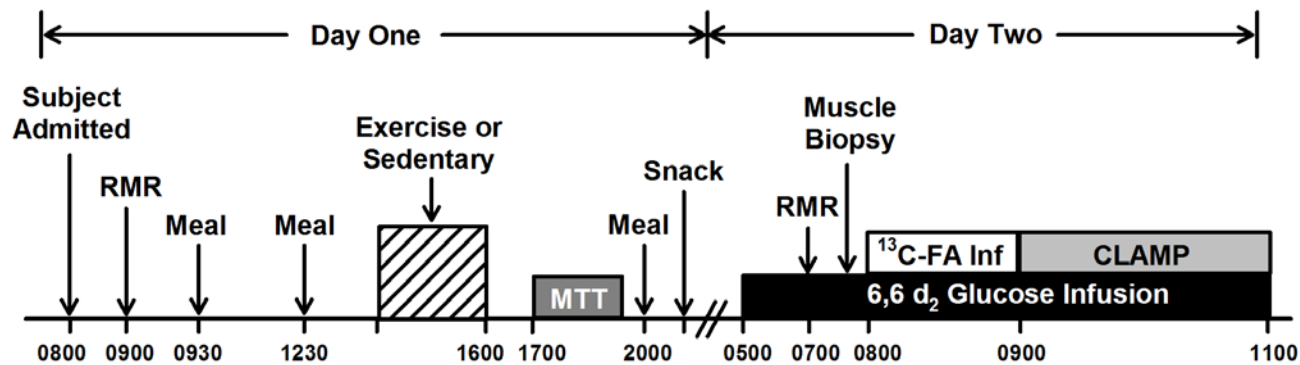 Day One
Day Two
Subject
Admitted
RMR
Meal
Meal
Exercise or
Sedentary
MTT
Meal
Snack
RMR
Muscle
Biopsy
¹³C-FA Inf
CLAMP
6,6 d₂ Glucose Infusion
0800 0900 0930 1230 1600 1700 2000 0500 0700 0800 0900 1100